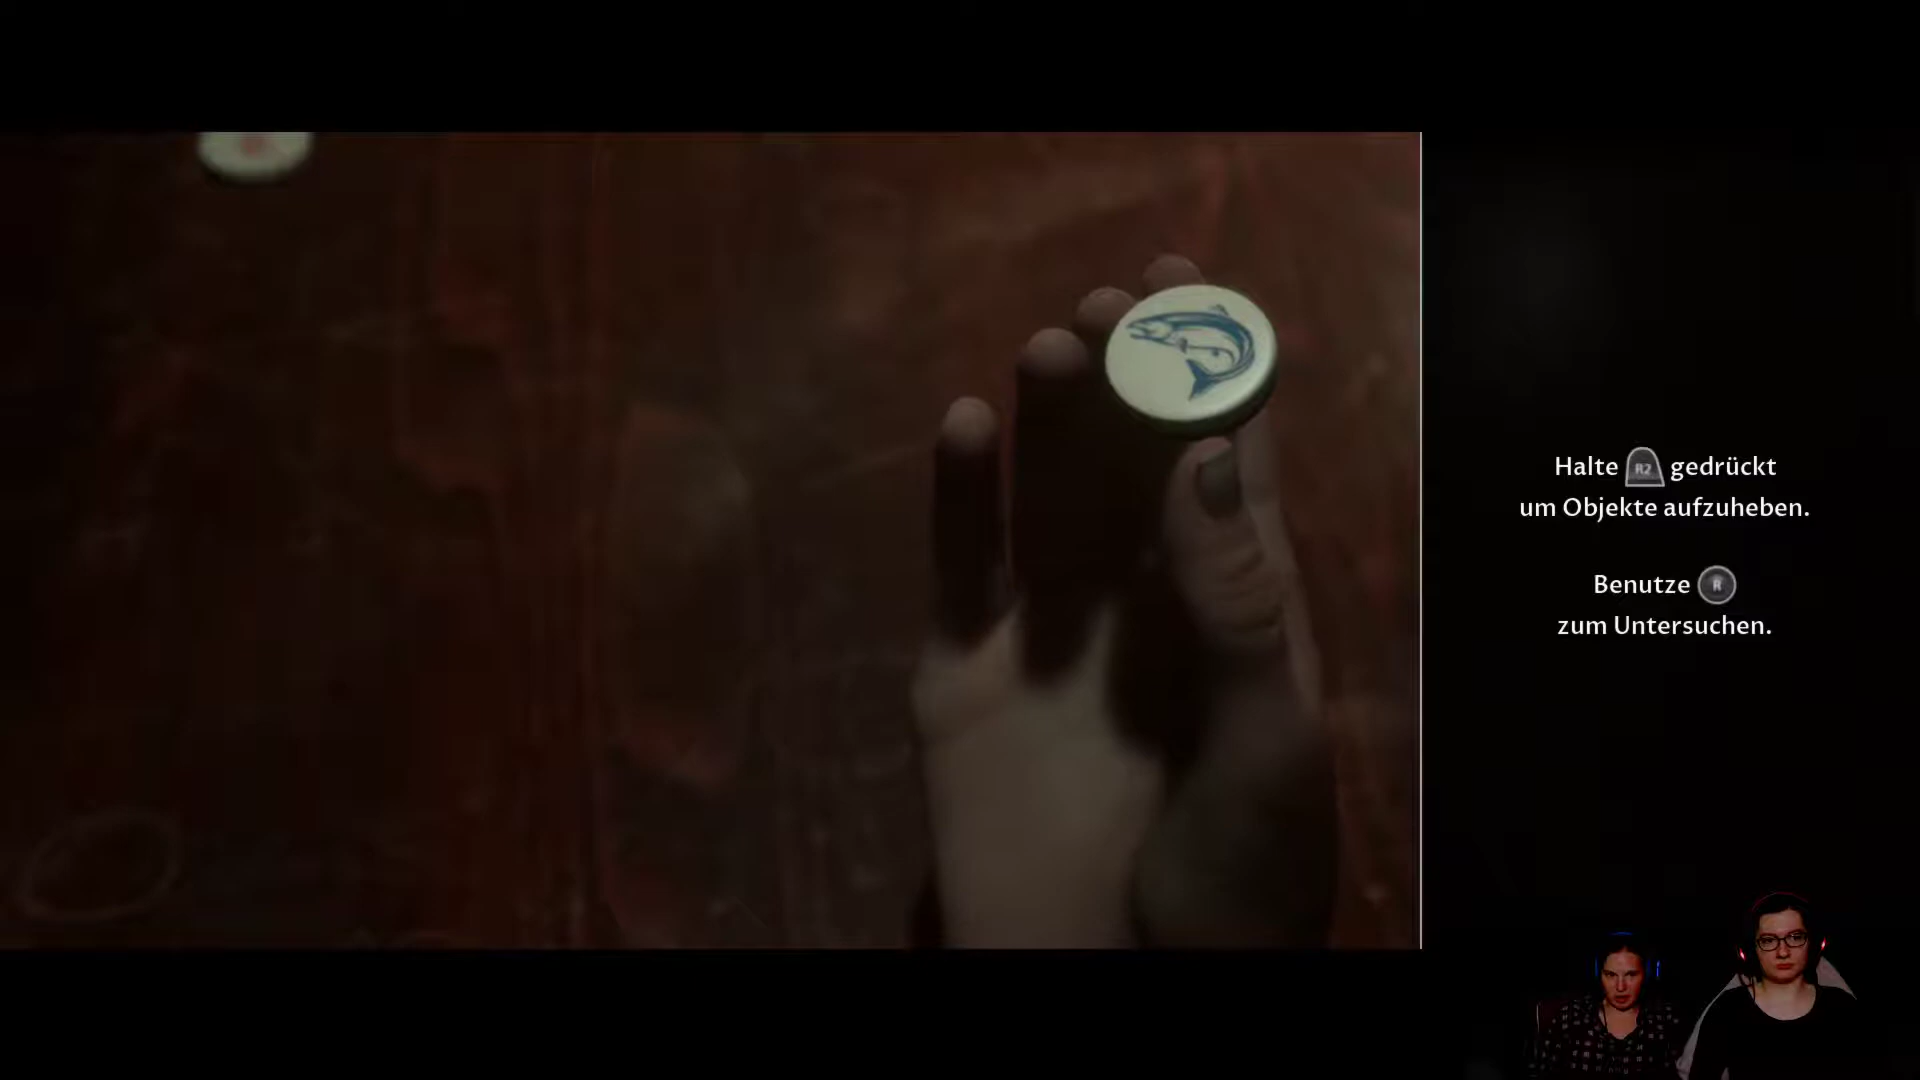 Halte R2 gedrückt
um Objekte aufzuheben.
Benutze R
zum Untersuchen.